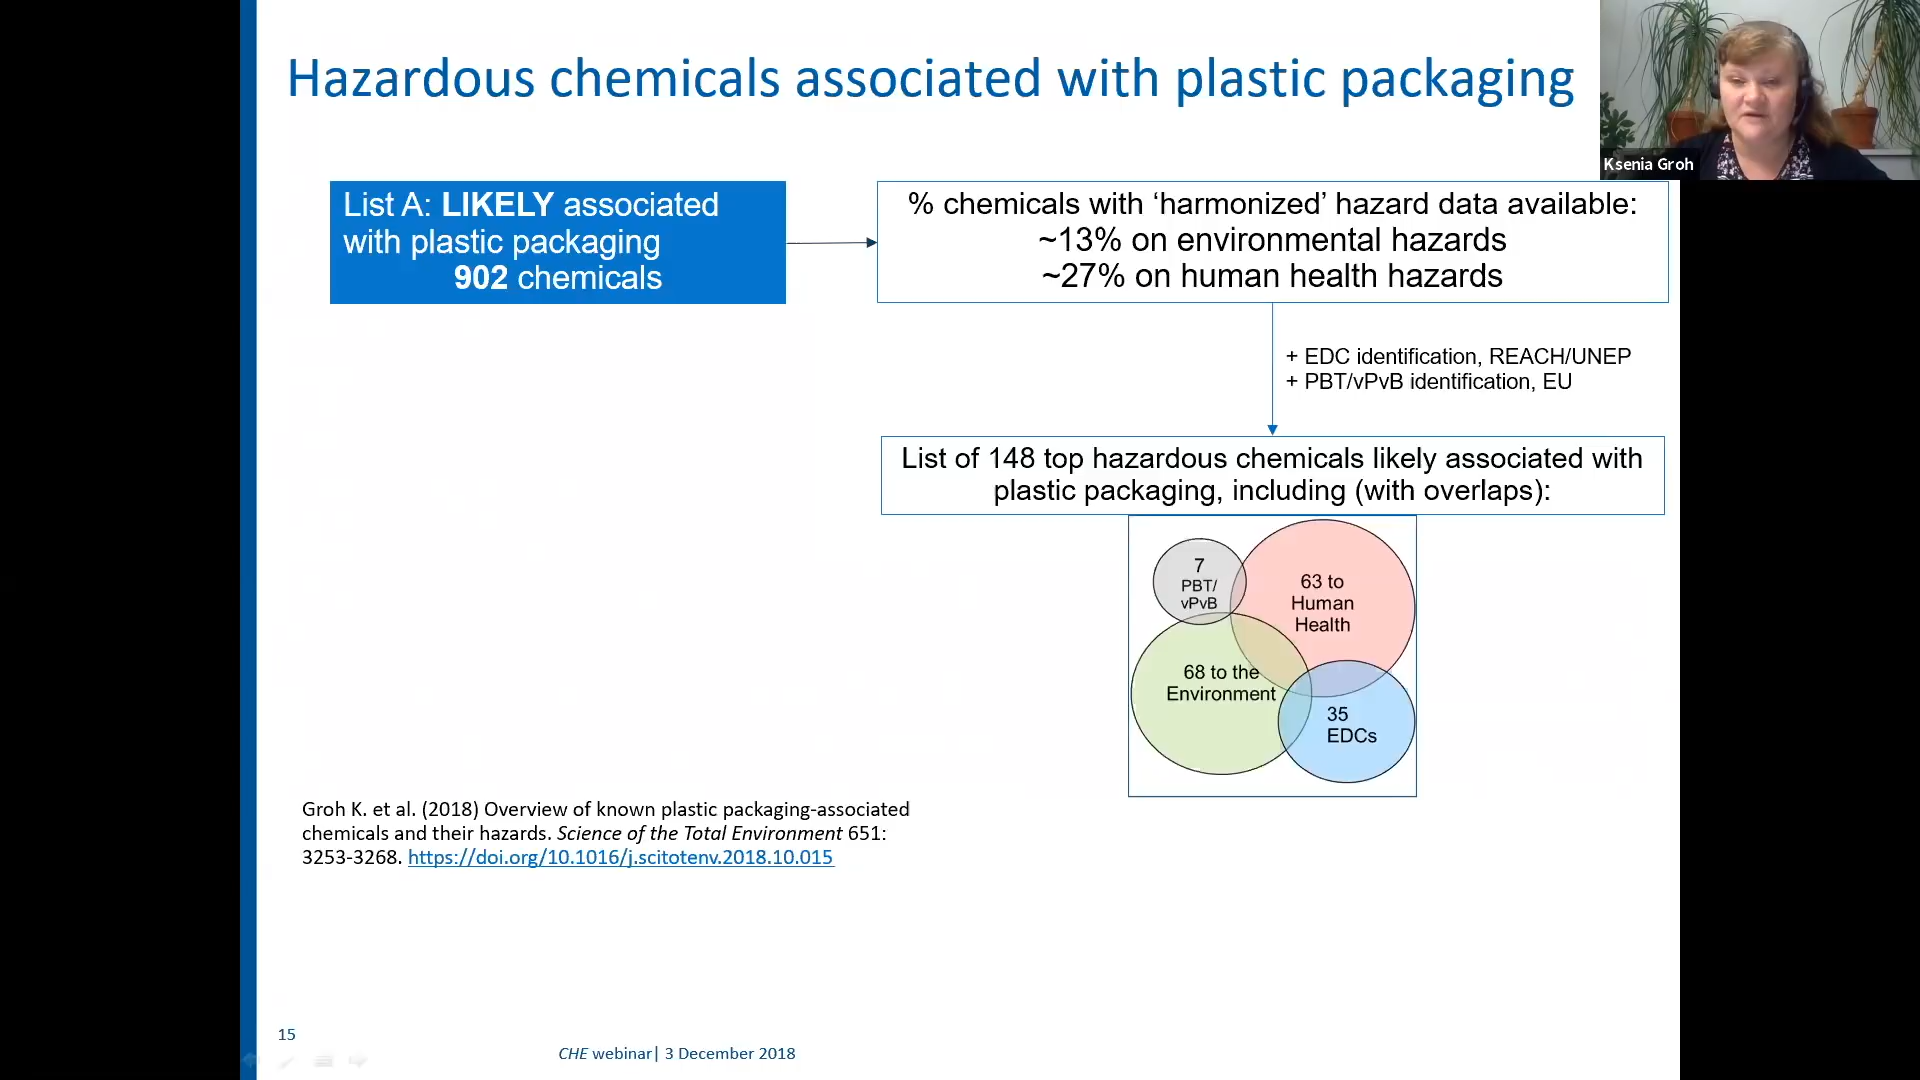 Hazardous chemicals associated with plastic packaging
Ksenia Groh
List A: LIKELY associated
with plastic packaging
902 chemicals
% chemicals with ‘harmonized’ hazard data available:
~13% on environmental hazards
~27% on human health hazards
+ EDC identification, REACH/UNEP
+ PBT/vPvB identification, EU
List of 148 top hazardous chemicals likely associated with
plastic packaging, including (with overlaps):
7
PBT/
vPvB
63 to
Human
Health
68 to the
Environment
35
EDCs
Groh K. et al. (2018) Overview of known plastic packaging-associated
chemicals and their hazards. Science of the Total Environment 651:
3253-3268. https://doi.org/10.1016/j.scitotenv.2018.10.015
15
CHE webinar| 3 December 2018